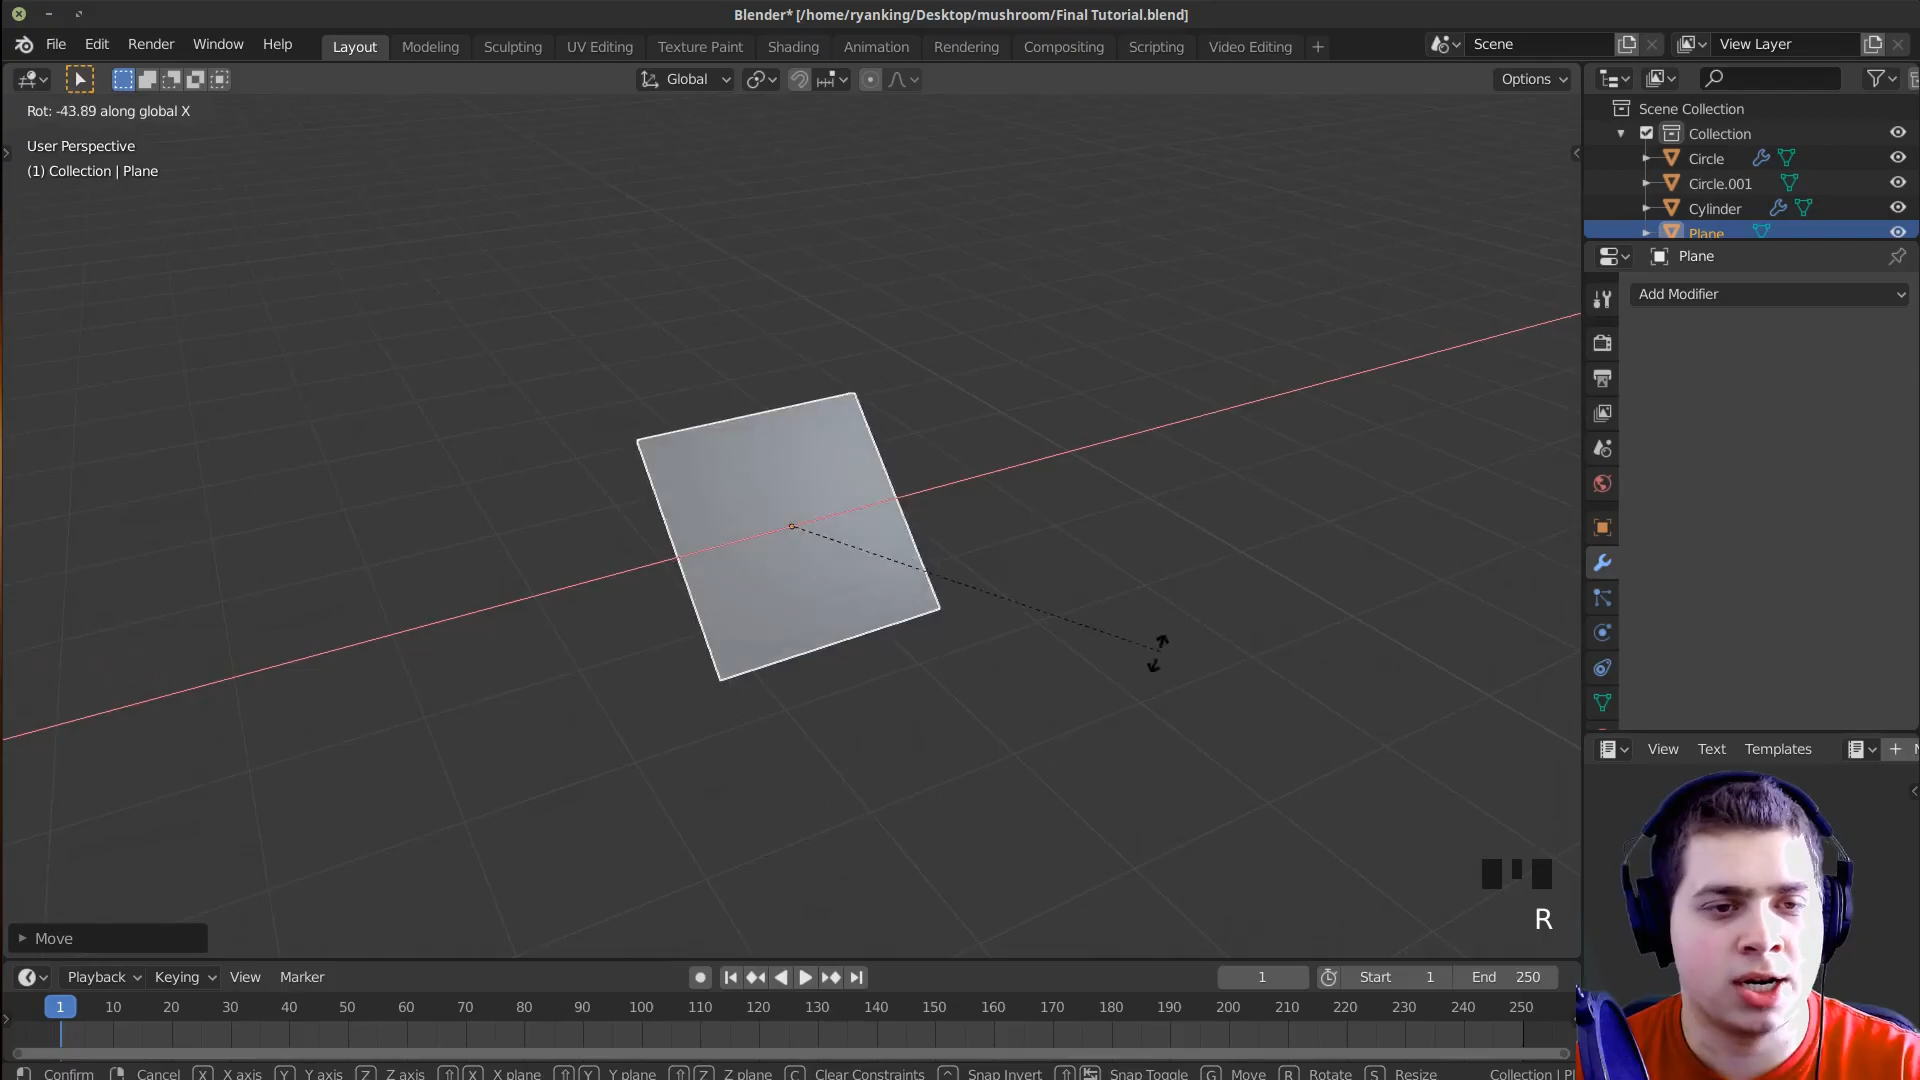 Blender* [/home/ryanking/Desktop/mushroom/Final Tutorial.blend]
File Edit Render Window Help Layout Modeling Sculpting UV Editing Texture Paint Shading Animation Rendering Compositing Scripting Video Editing + Scene View Layer
Global Options
Rot: -43.89 along global X
User Perspective
(1) Collection | Plane
Scene Collection
Collection
Circle
Circle.001
Cylinder
Plane
Plane
Add Modifier
View Text Templates
R
Move
Playback Keying View Marker 1 Start 1 End 250
1 10 20 30 40 50 60 70 80 90 100 110 120 130 140 150 160 170 180 190 200 210 220 230 240 250
Confirm Cancel X X axis Y Y axis Z Z axis X X plane Y Y plane Z Z plane C Clear Constraints Snap Invert Snap Toggle G Move R Rotate S Resize Collection | Pl